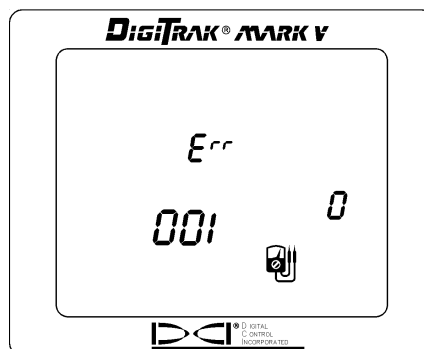 DIGITRAK® MARK V
Err
0
001
DCI® DIGITAL
CONTROL
INCORPORATED